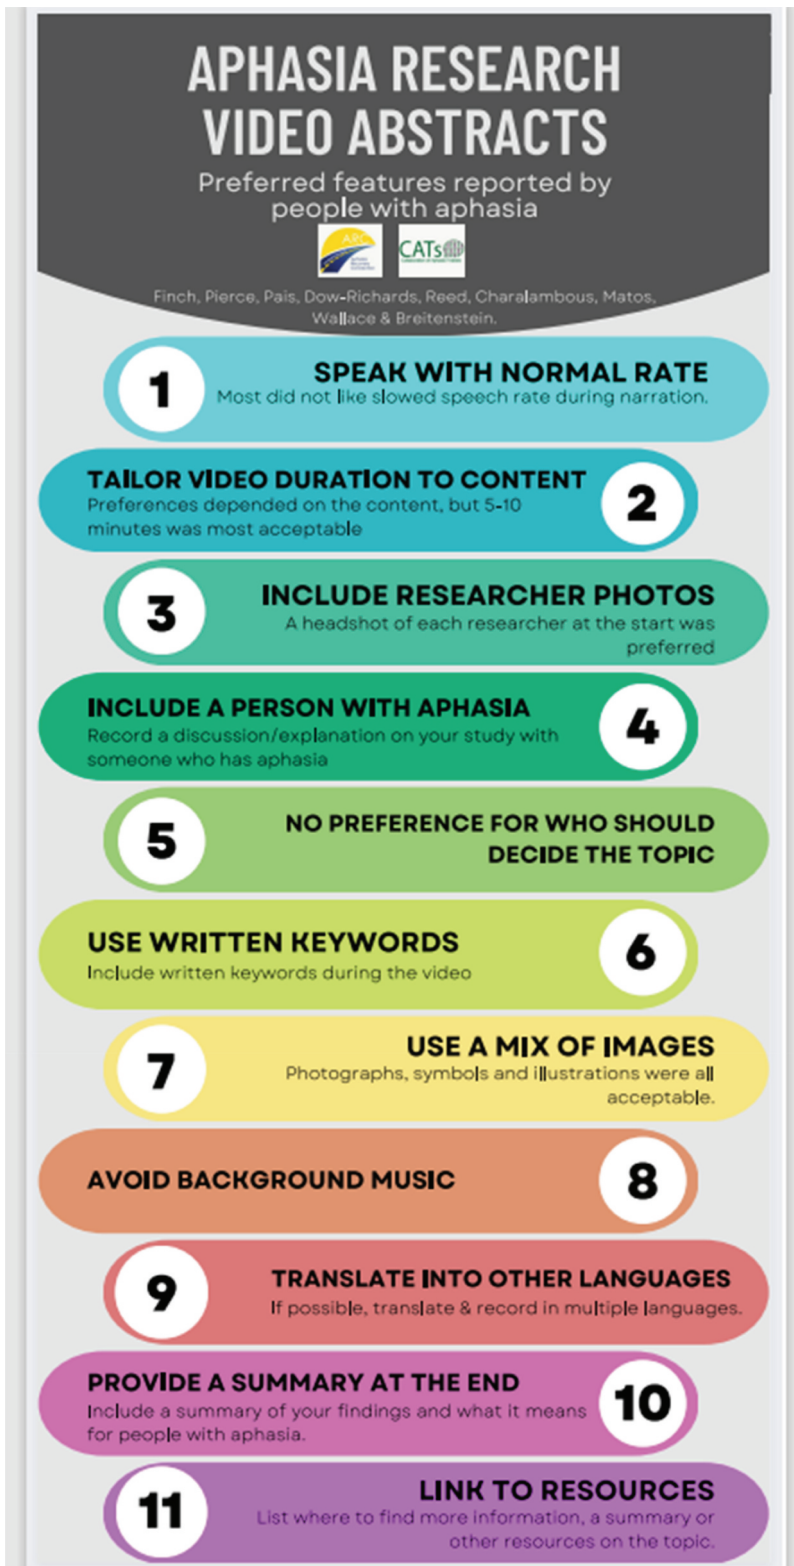 APHASIA RESEARCH
VIDEO ABSTRACTS
Preferred features reported by
people with aphasia
ARC
CATs
Finch, Pierce, Pais, Dow-Richards, Reed, Charalambous, Matos,
Wallace & Breitenstein.
1
SPEAK WITH NORMAL RATE
Most did not like slowed speech rate during narration.
TAILOR VIDEO DURATION TO CONTENT
Preferences depended on the content, but 5-10
minutes was most acceptable
2
3
INCLUDE RESEARCHER PHOTOS
A headshot of each researcher at the start was
preferred
INCLUDE A PERSON WITH APHASIA
Record a discussion/explanation on your study with
someone who has aphasia
4
5
NO PREFERENCE FOR WHO SHOULD
DECIDE THE TOPIC
USE WRITTEN KEYWORDS
Include written keywords during the video
6
7
USE A MIX OF IMAGES
Photographs, symbols and illustrations were all
acceptable.
AVOID BACKGROUND MUSIC
8
9
TRANSLATE INTO OTHER LANGUAGES
If possible, translate & record in multiple languages.
PROVIDE A SUMMARY AT THE END
Include a summary of your findings and what it means
for people with aphasia.
10
11
LINK TO RESOURCES
List where to find more information, a summary or
other resources on the topic.